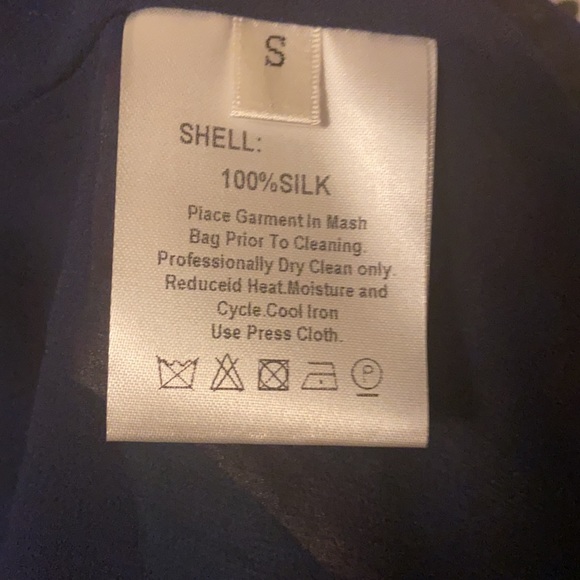 S
SHELL:
100%SILK
Place Garment In Mash
Bag Prior To Cleaning.
Professionally Dry Clean only.
Reduceid Heat.Moisture and
Cycle.Cool Iron
Use Press Cloth.
P